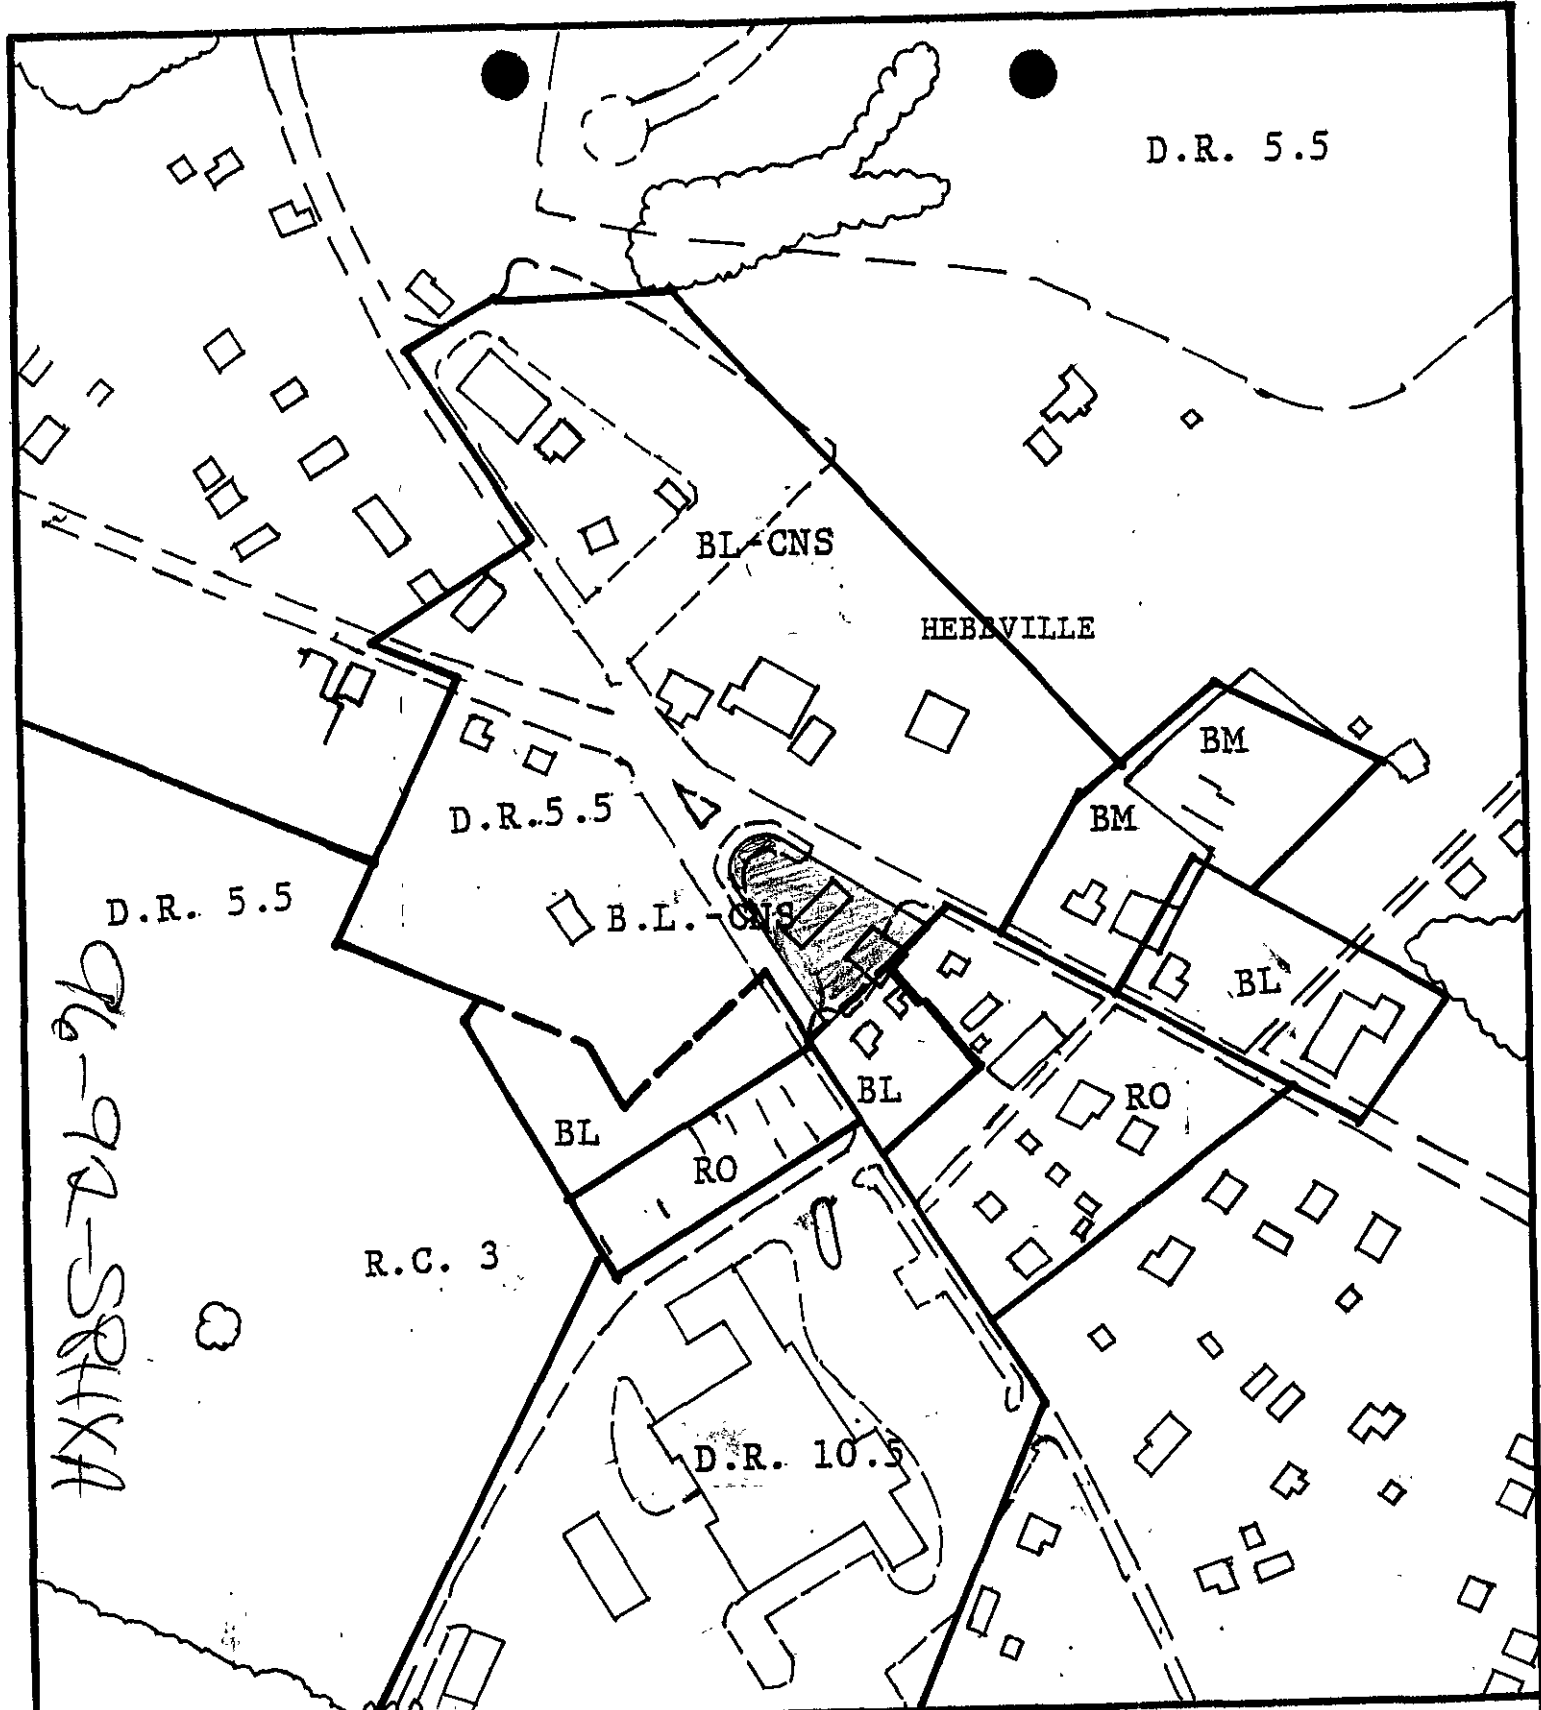 D.R. 5.5
BL-CNS
HEBBVILLE
BM
BM
D.R. 5.5
D.R. 5.5
B.L.-CNS
BL
BL
RO
BL
RO
R.C. 3
D.R. 10.5
96-92-SPHXA